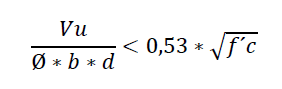 Vu
Ø * b * d
< 0,53 * √f´c